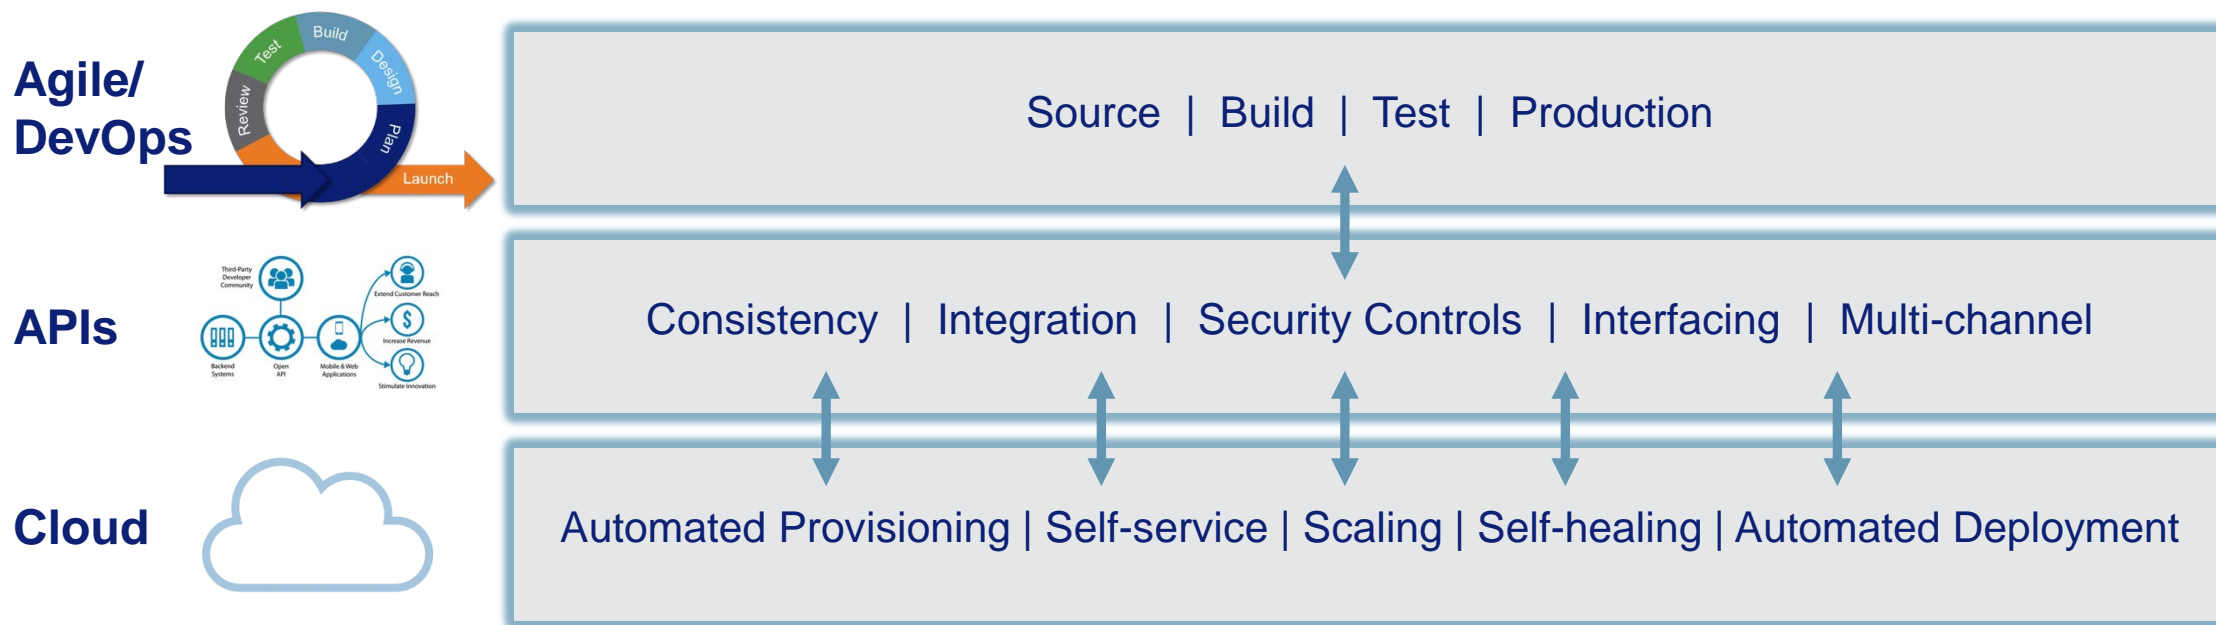 Agile/
DevOps
Review
Test
Build
Design
Plan
Launch
Source | Build | Test | Production
APIs
Third-Party
Developer
Community
Backend
Systems
Open
API
Mobile & Web
Applications
Extend Customer Reach
$
Increase Revenue
Stimulate Innovation
Consistency | Integration | Security Controls | Interfacing | Multi-channel
Cloud
Automated Provisioning | Self-service | Scaling | Self-healing | Automated Deployment